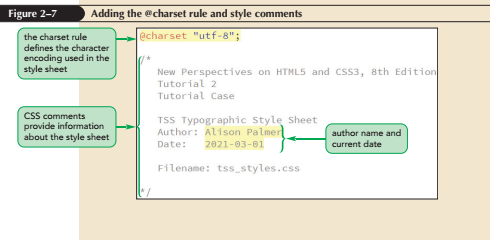 Figure 2–7
Adding the @charset rule and style comments
the charset rule
defines the character
encoding used in the
style sheet
@charset "utf-8";
/*
New Perspectives on HTML5 and CSS3, 8th Edition
Tutorial 2
Tutorial Case
CSS comments
provide information
about the style sheet
TSS Typographic Style Sheet
Author: Alison Palmer
Date: 2021-03-01
author name and
current date
Filename: tss_styles.css
*/